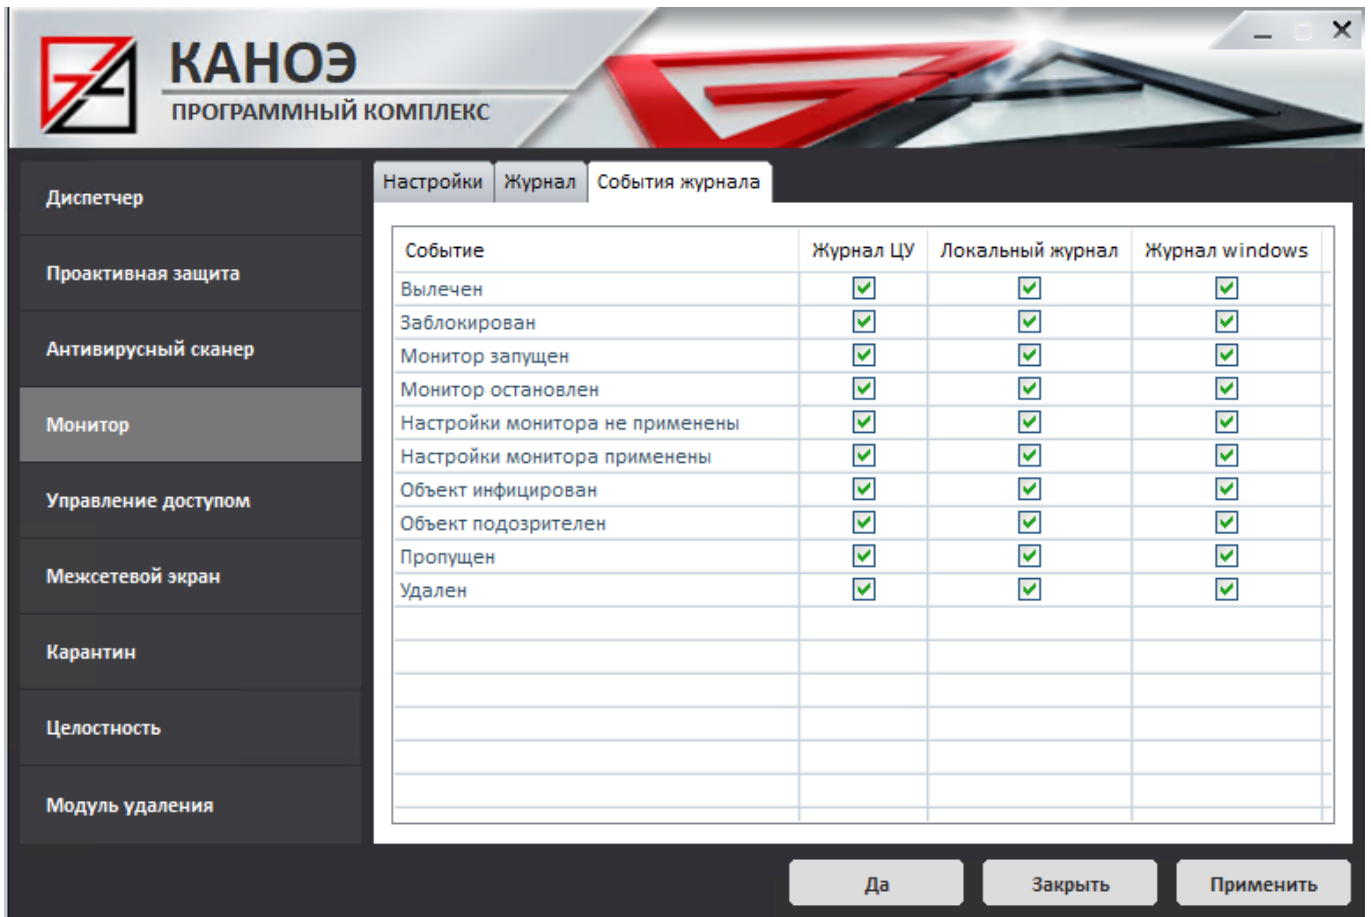 КАНОЭ
ПРОГРАММНЫЙ КОМПЛЕКС
Диспетчер
Проактивная защита
Антивирусный сканер
Монитор
Управление доступом
Межсетевой экран
Карантин
Целостность
Модуль удаления
Настройки Журнал События журнала
Событие Журнал ЦУ Локальный журнал Журнал windows
Вылечен
Заблокирован
Монитор запущен
Монитор остановлен
Настройки монитора не применены
Настройки монитора применены
Объект инфицирован
Объект подозрителен
Пропущен
Удален
Да Закрыть Применить